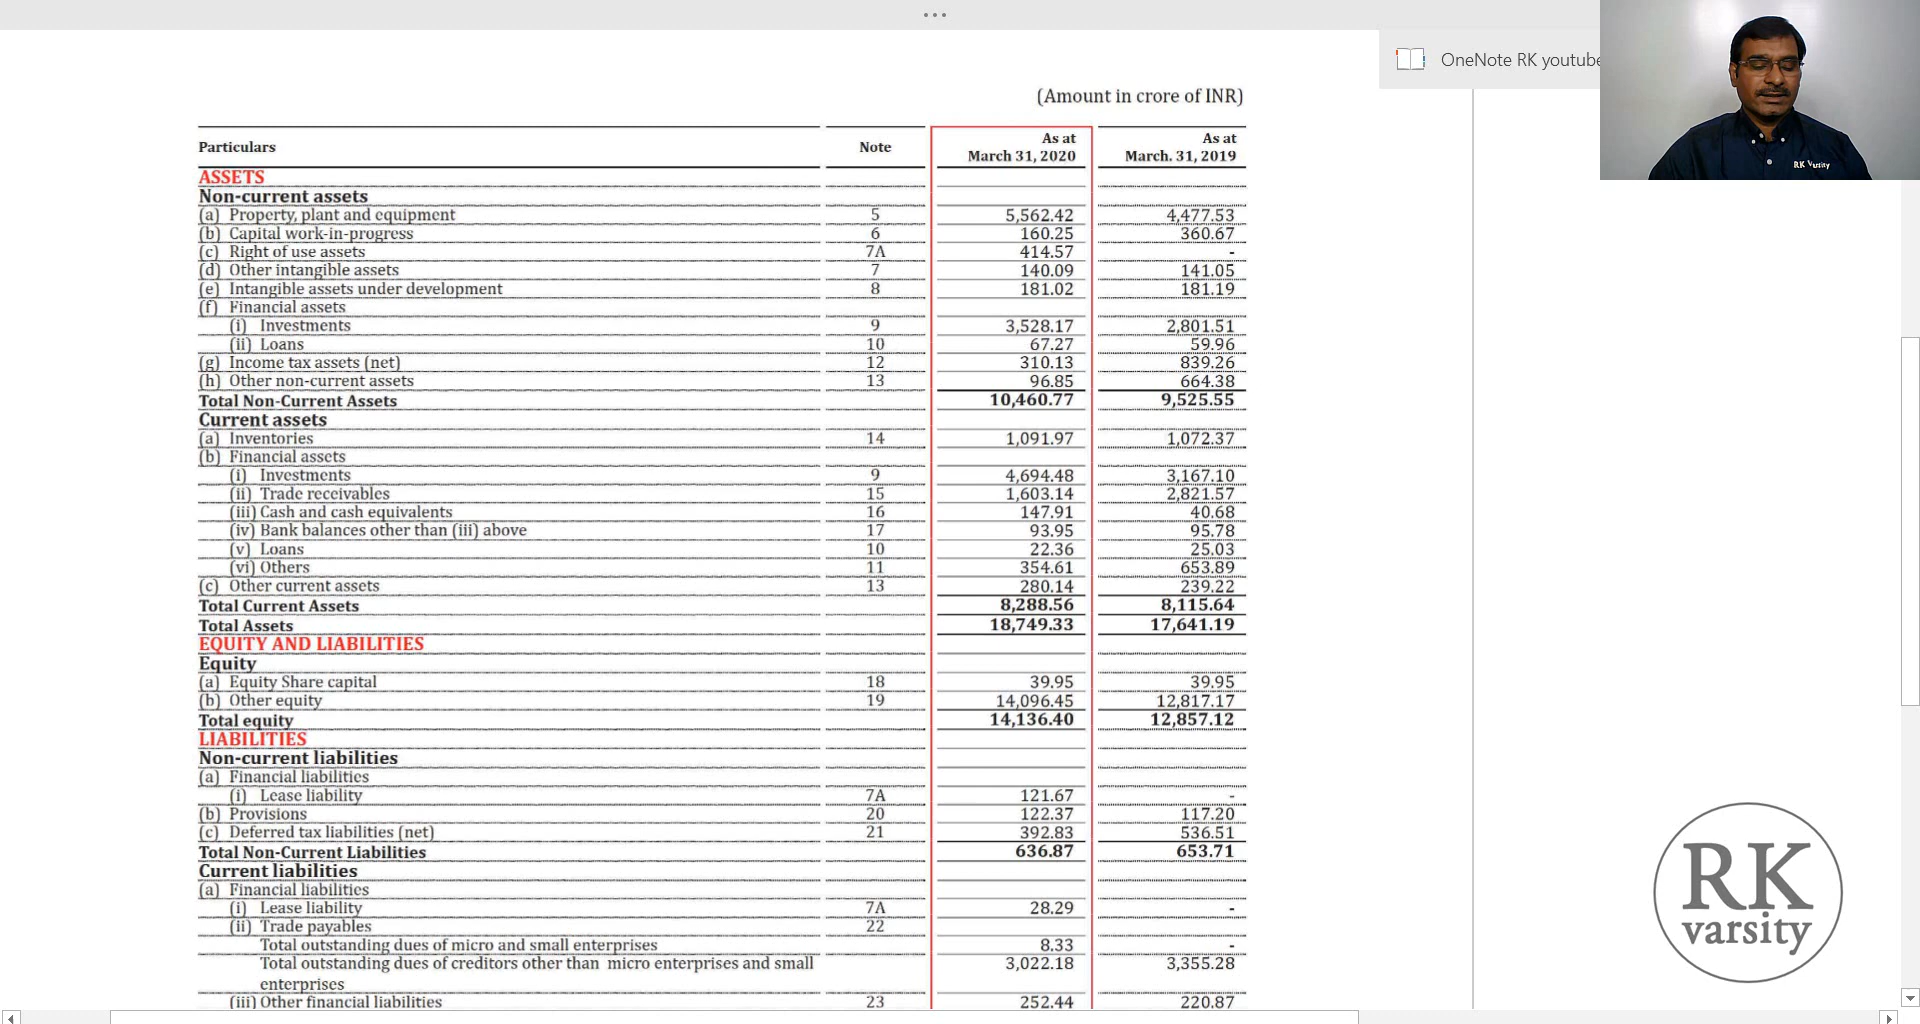 •••
OneNote RK youtube
RK Varsity
(Amount in crore of INR)
Particulars Note As at March 31, 2020 As at March. 31, 2019
ASSETS
Non-current assets
(a) Property, plant and equipment 5 5,562.42 4,477.53
(b) Capital work-in-progress 6 160.25 360.67
(c) Right of use assets 7A 414.57 -
(d) Other intangible assets 7 140.09 141.05
(e) Intangible assets under development 8 181.02 181.19
(f) Financial assets
(i) Investments 9 3,528.17 2,801.51
(ii) Loans 10 67.27 59.96
(g) Income tax assets (net) 12 310.13 839.26
(h) Other non-current assets 13 96.85 664.38
Total Non-Current Assets 10,460.77 9,525.55
Current assets
(a) Inventories 14 1,091.97 1,072.37
(b) Financial assets
(i) Investments 9 4,694.48 3,167.10
(ii) Trade receivables 15 1,603.14 2,821.57
(iii) Cash and cash equivalents 16 147.91 40.68
(iv) Bank balances other than (iii) above 17 93.95 95.78
(v) Loans 10 22.36 25.03
(vi) Others 11 354.61 653.89
(c) Other current assets 13 280.14 239.22
Total Current Assets 8,288.56 8,115.64
Total Assets 18,749.33 17,641.19
EQUITY AND LIABILITIES
Equity
(a) Equity Share capital 18 39.95 39.95
(b) Other equity 19 14,096.45 12,817.17
Total equity 14,136.40 12,857.12
LIABILITIES
Non-current liabilities
(a) Financial liabilities
(i) Lease liability 7A 121.67 -
(b) Provisions 20 122.37 117.20
(c) Deferred tax liabilities (net) 21 392.83 536.51
Total Non-Current Liabilities 636.87 653.71
Current liabilities
(a) Financial liabilities
(i) Lease liability 7A 28.29 -
(ii) Trade payables 22
Total outstanding dues of micro and small enterprises 8.33 -
Total outstanding dues of creditors other than micro enterprises and small 3,022.18 3,355.28
enterprises
(iii) Other financial liabilities 23 252.44 220.87
RK
varsity